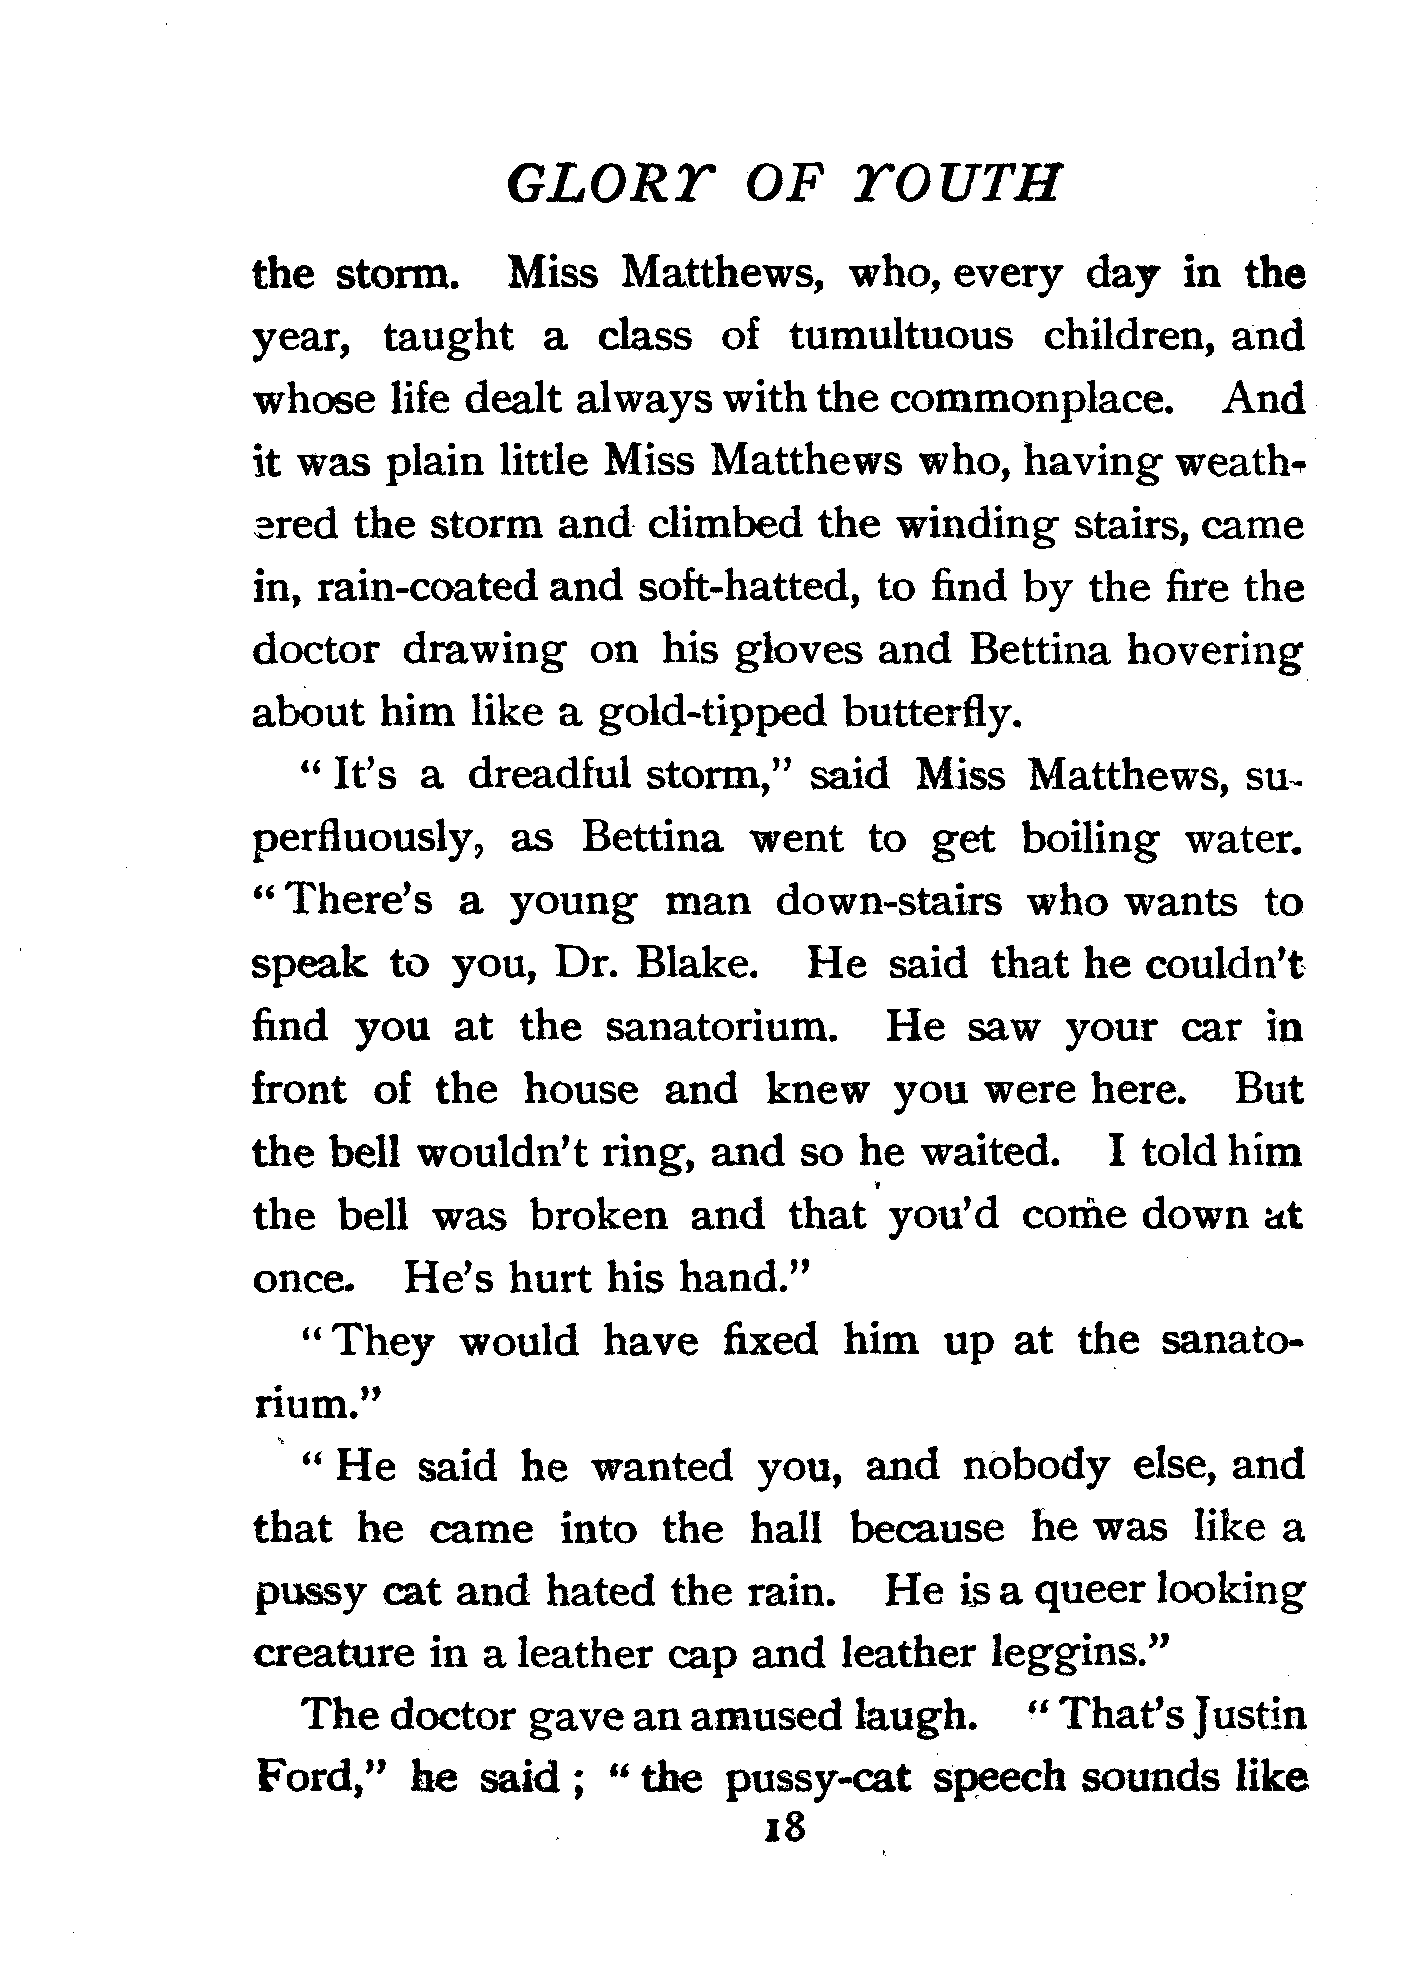 GLORY OF YOUTH
the storm. Miss Matthews, who, every day in the
year, taught a class of tumultuous children, and
whose life dealt always with the commonplace. And
it was plain little Miss Matthews who, having weath-
ered the storm and climbed the winding stairs, came
in, rain-coated and soft-hatted, to find by the fire the
doctor drawing on his gloves and Bettina hovering
about him like a gold-tipped butterfly.
"It's a dreadful storm," said Miss Matthews, su-
perfluously, as Bettina went to get boiling water.
"There's a young man down-stairs who wants to
speak to you, Dr. Blake. He said that he couldn't
find you at the sanatorium. He saw your car in
front of the house and knew you were here. But
the bell wouldn't ring, and so he waited. I told him
the bell was broken and that you'd come down at
once. He's hurt his hand."
"They would have fixed him up at the sanato-
rium."
"He said he wanted you, and nobody else, and
that he came into the hall because he was like a
pussy cat and hated the rain. He is a queer looking
creature in a leather cap and leather leggins."
The doctor gave an amused laugh. "That's Justin
Ford," he said; "the pussy-cat speech sounds like
18